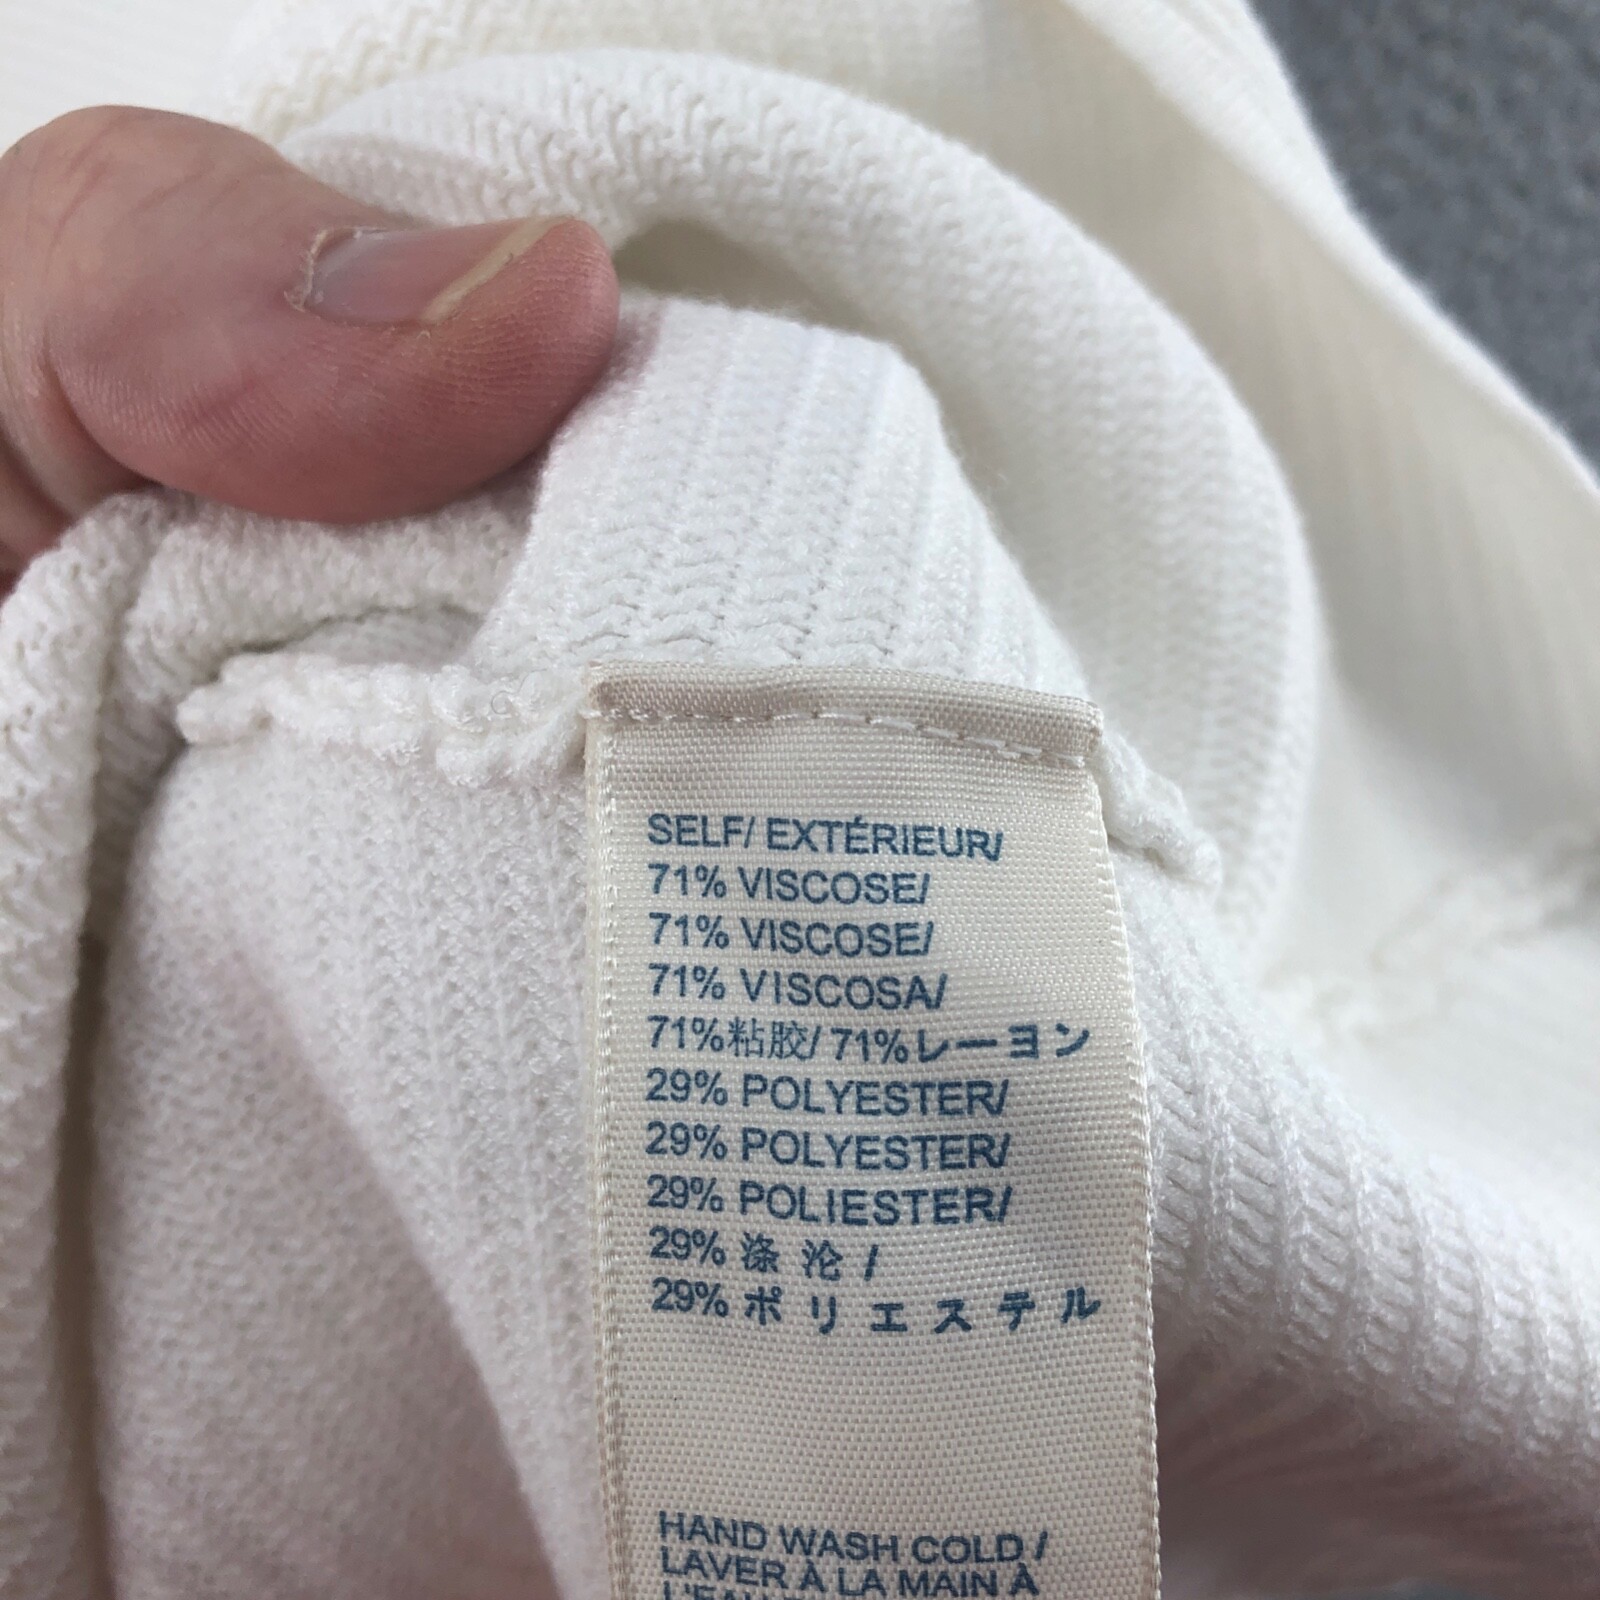 SELF/ EXTÉRIEUR/
71% VISCOSE/
71% VISCOSE/
71% VISCOSA/
71%粘胶/ 71%レーヨン
29% POLYESTER/
29% POLYESTER/
29% POLIESTER/
29% 涤 沦 /
29% ポ リ エ ス テ ル
HAND WASH COLD /
LAVER À LA MAIN À